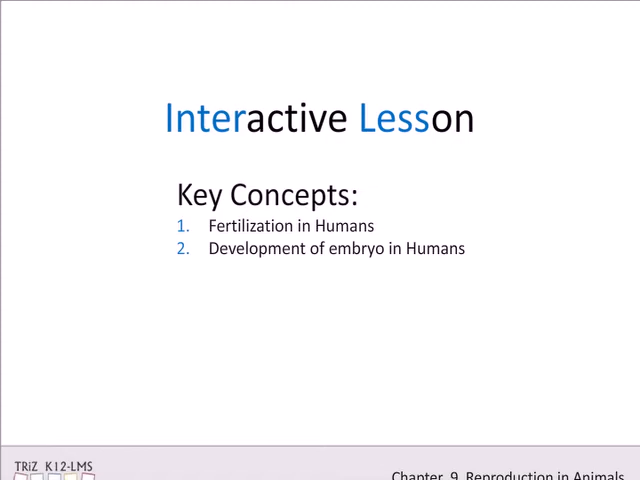 Interactive Lesson
Key Concepts:
1. Fertilization in Humans
2. Development of embryo in Humans
TRiZ K12-LMS
Chapter 9 Reproduction in Animals